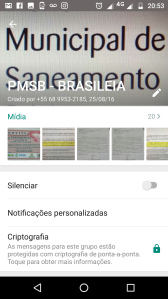 4G 20:53
Municipal de
Saneamento
PMSB - BRASILEIA
Criado por +55 68 9952-2185, 25/08/16
Mídia 20 >
Silenciar
Notificações personalizadas
Criptografia
As mensagens para este grupo estão
protegidas com criptografia de ponta-a-ponta.
Toque para obter mais informações.